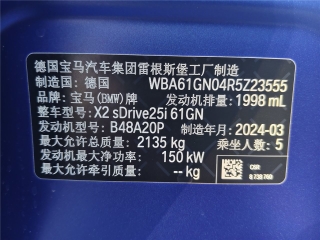 德国宝马汽车集团雷根斯堡工厂制造
制造国：德国 WBA61GN04R5Z23555
品牌：宝马(BMW)牌 发动机排量：1998 mL
整车型号：X2 sDrive25i 61GN
发动机型号：B48A20P 制造年月：2024-03
最大允许总质量：2135 kg 乘坐人数：5
发动机最大净功率：150 kW
最大允许牵引质量：-- kg